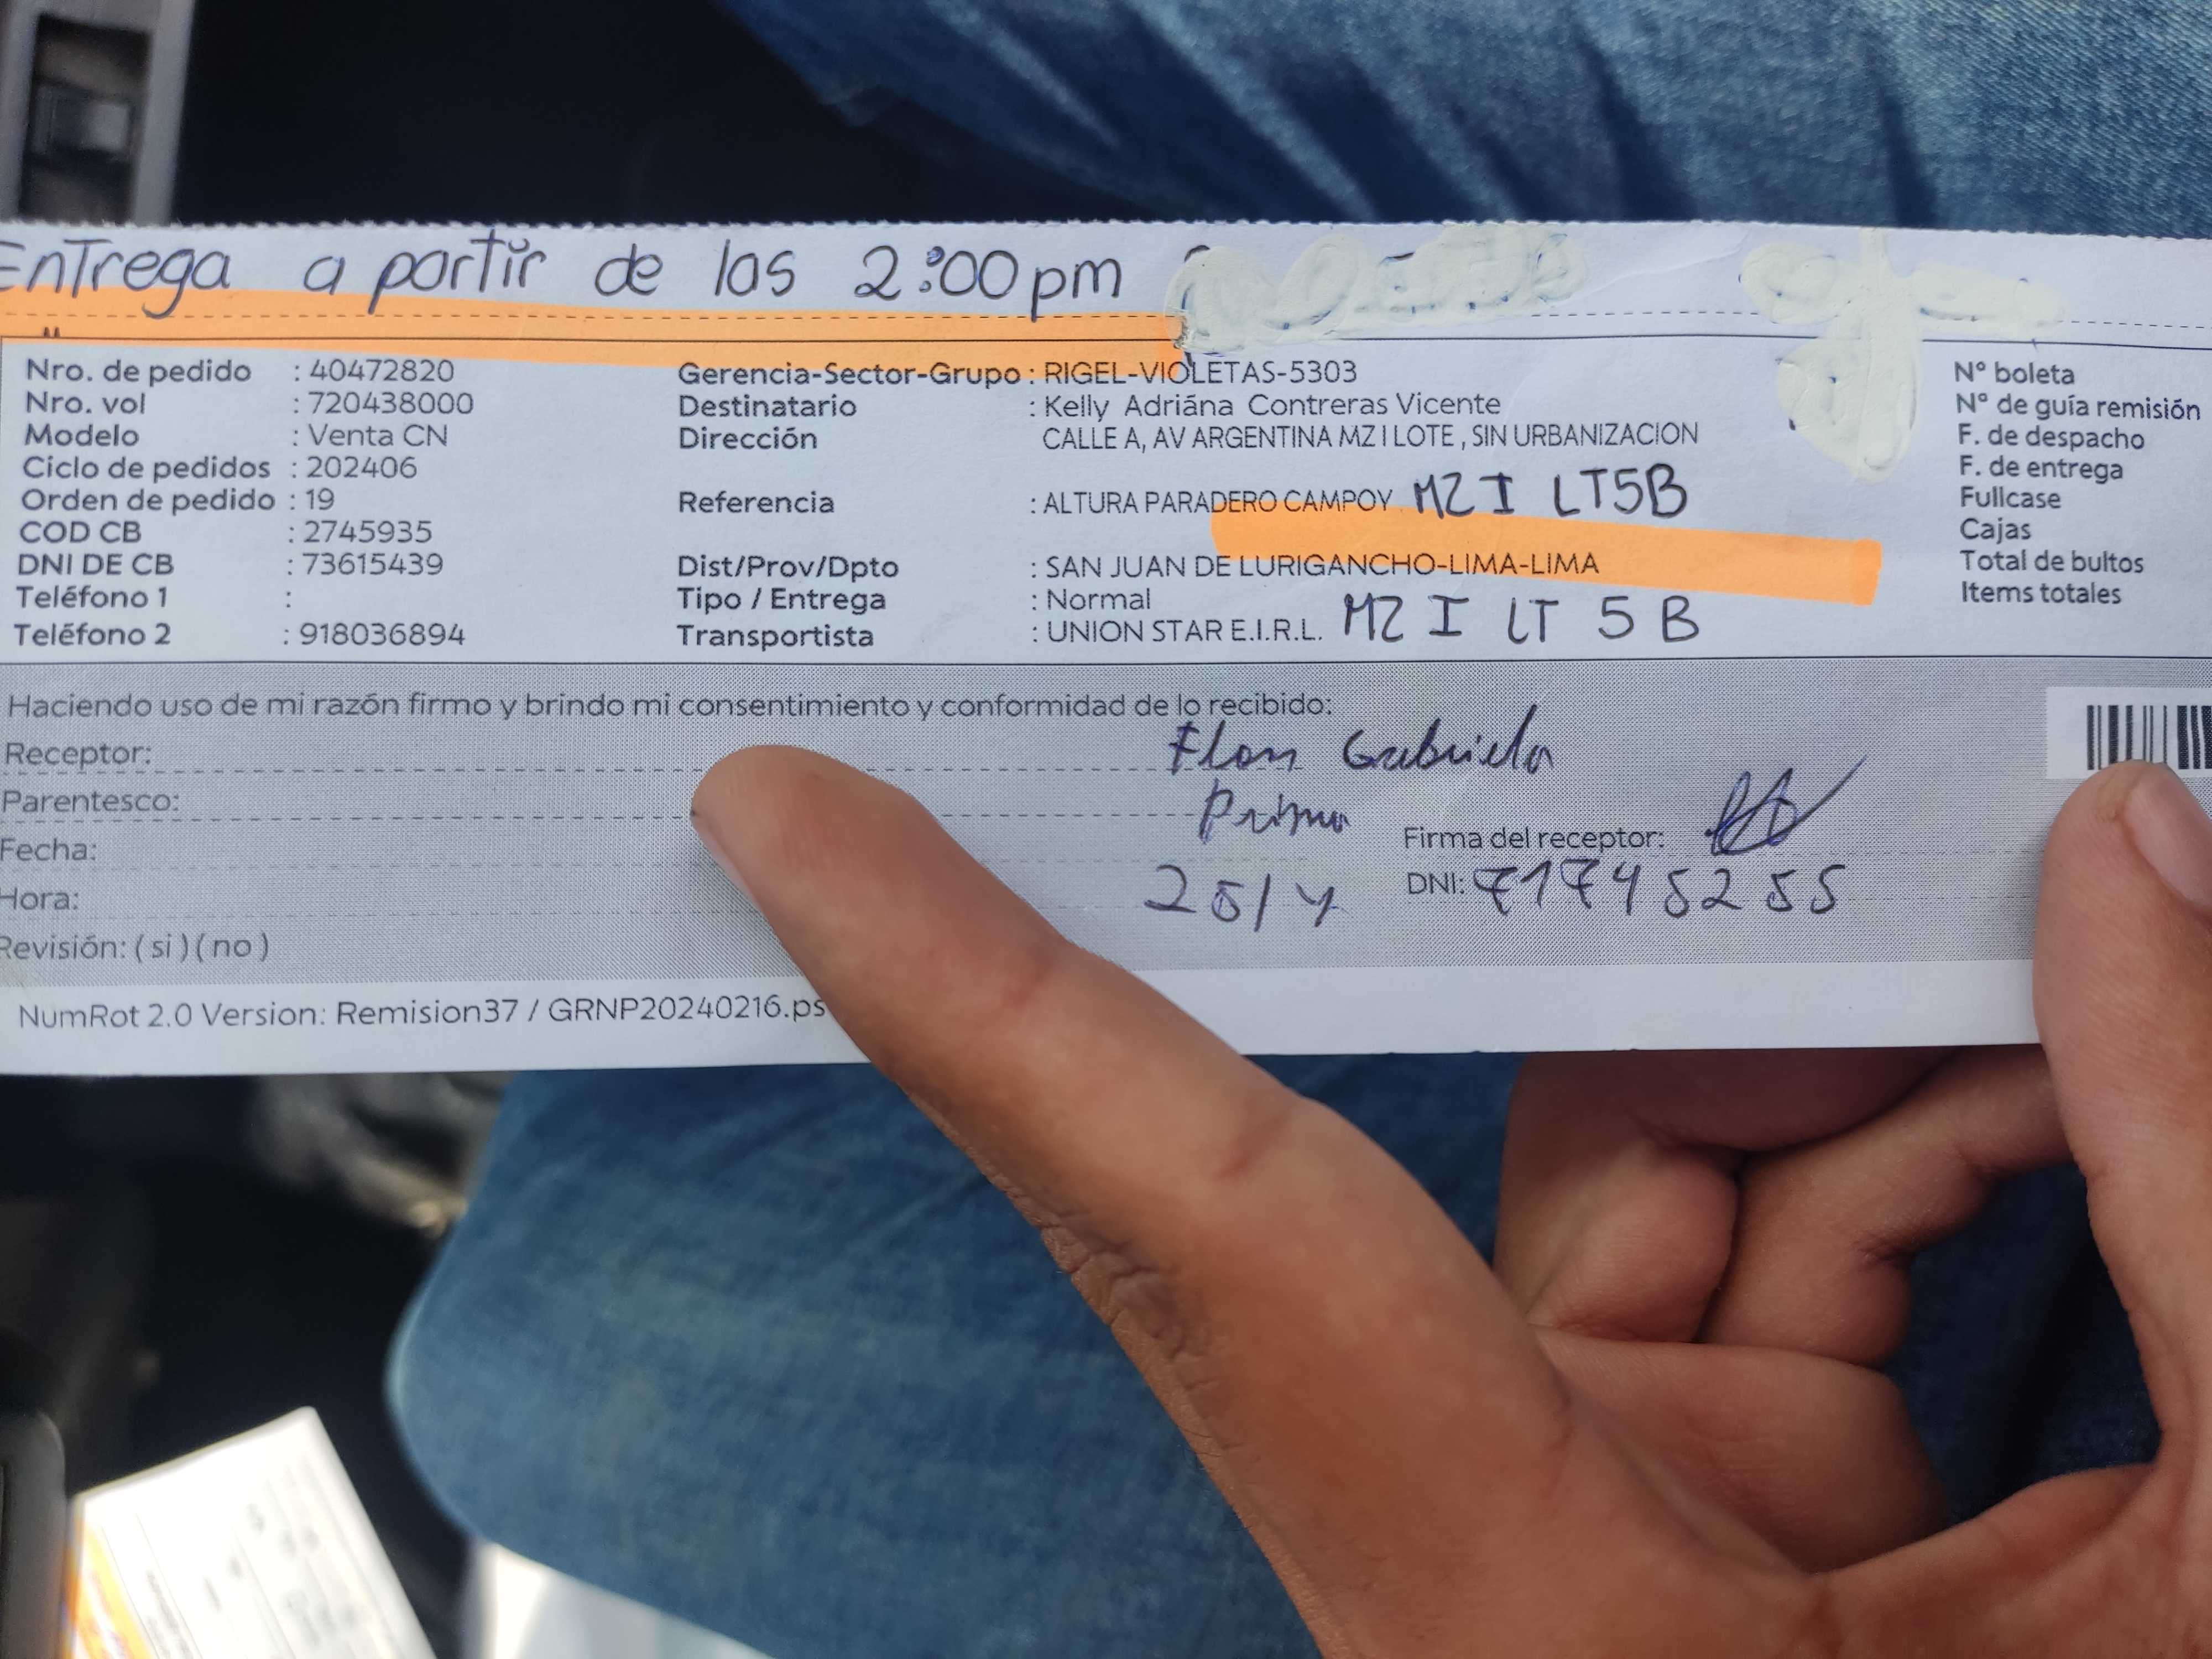 Entrega a partir de las 2:00 pm
Nro. de pedido : 40472820
Nro. vol : 720438000
Modelo : Venta CN
Ciclo de pedidos : 202406
Orden de pedido : 19
COD CB : 2745935
DNI DE CB : 73615439
Teléfono 1 :
Teléfono 2 : 918036894
Gerencia-Sector-Grupo : RIGEL-VIOLETAS-5303
Destinatario : Kelly Adriána Contreras Vicente
Dirección CALLE A, AV ARGENTINA MZ I LOTE , SIN URBANIZACION
Referencia : ALTURA PARADERO CAMPOY MZ I LT5B
Dist/Prov/Dpto : SAN JUAN DE LURIGANCHO-LIMA-LIMA
Tipo / Entrega : Normal
Transportista : UNION STAR E.I.R.L. MZ I LT 5 B
N° boleta
N° de guía remisión
F. de despacho
F. de entrega
Fullcase
Cajas
Total de bultos
Items totales
Haciendo uso de mi razón firmo y brindo mi consentimiento y conformidad de lo recibido:
Receptor: Gabriela
Parentesco: Prima
Fecha: 25/4
Hora:
Revisión: ( si ) ( no )
Firma del receptor:
DNI: 71745255
NumRot 2.0 Version: Remision37 / GRNP20240216.ps